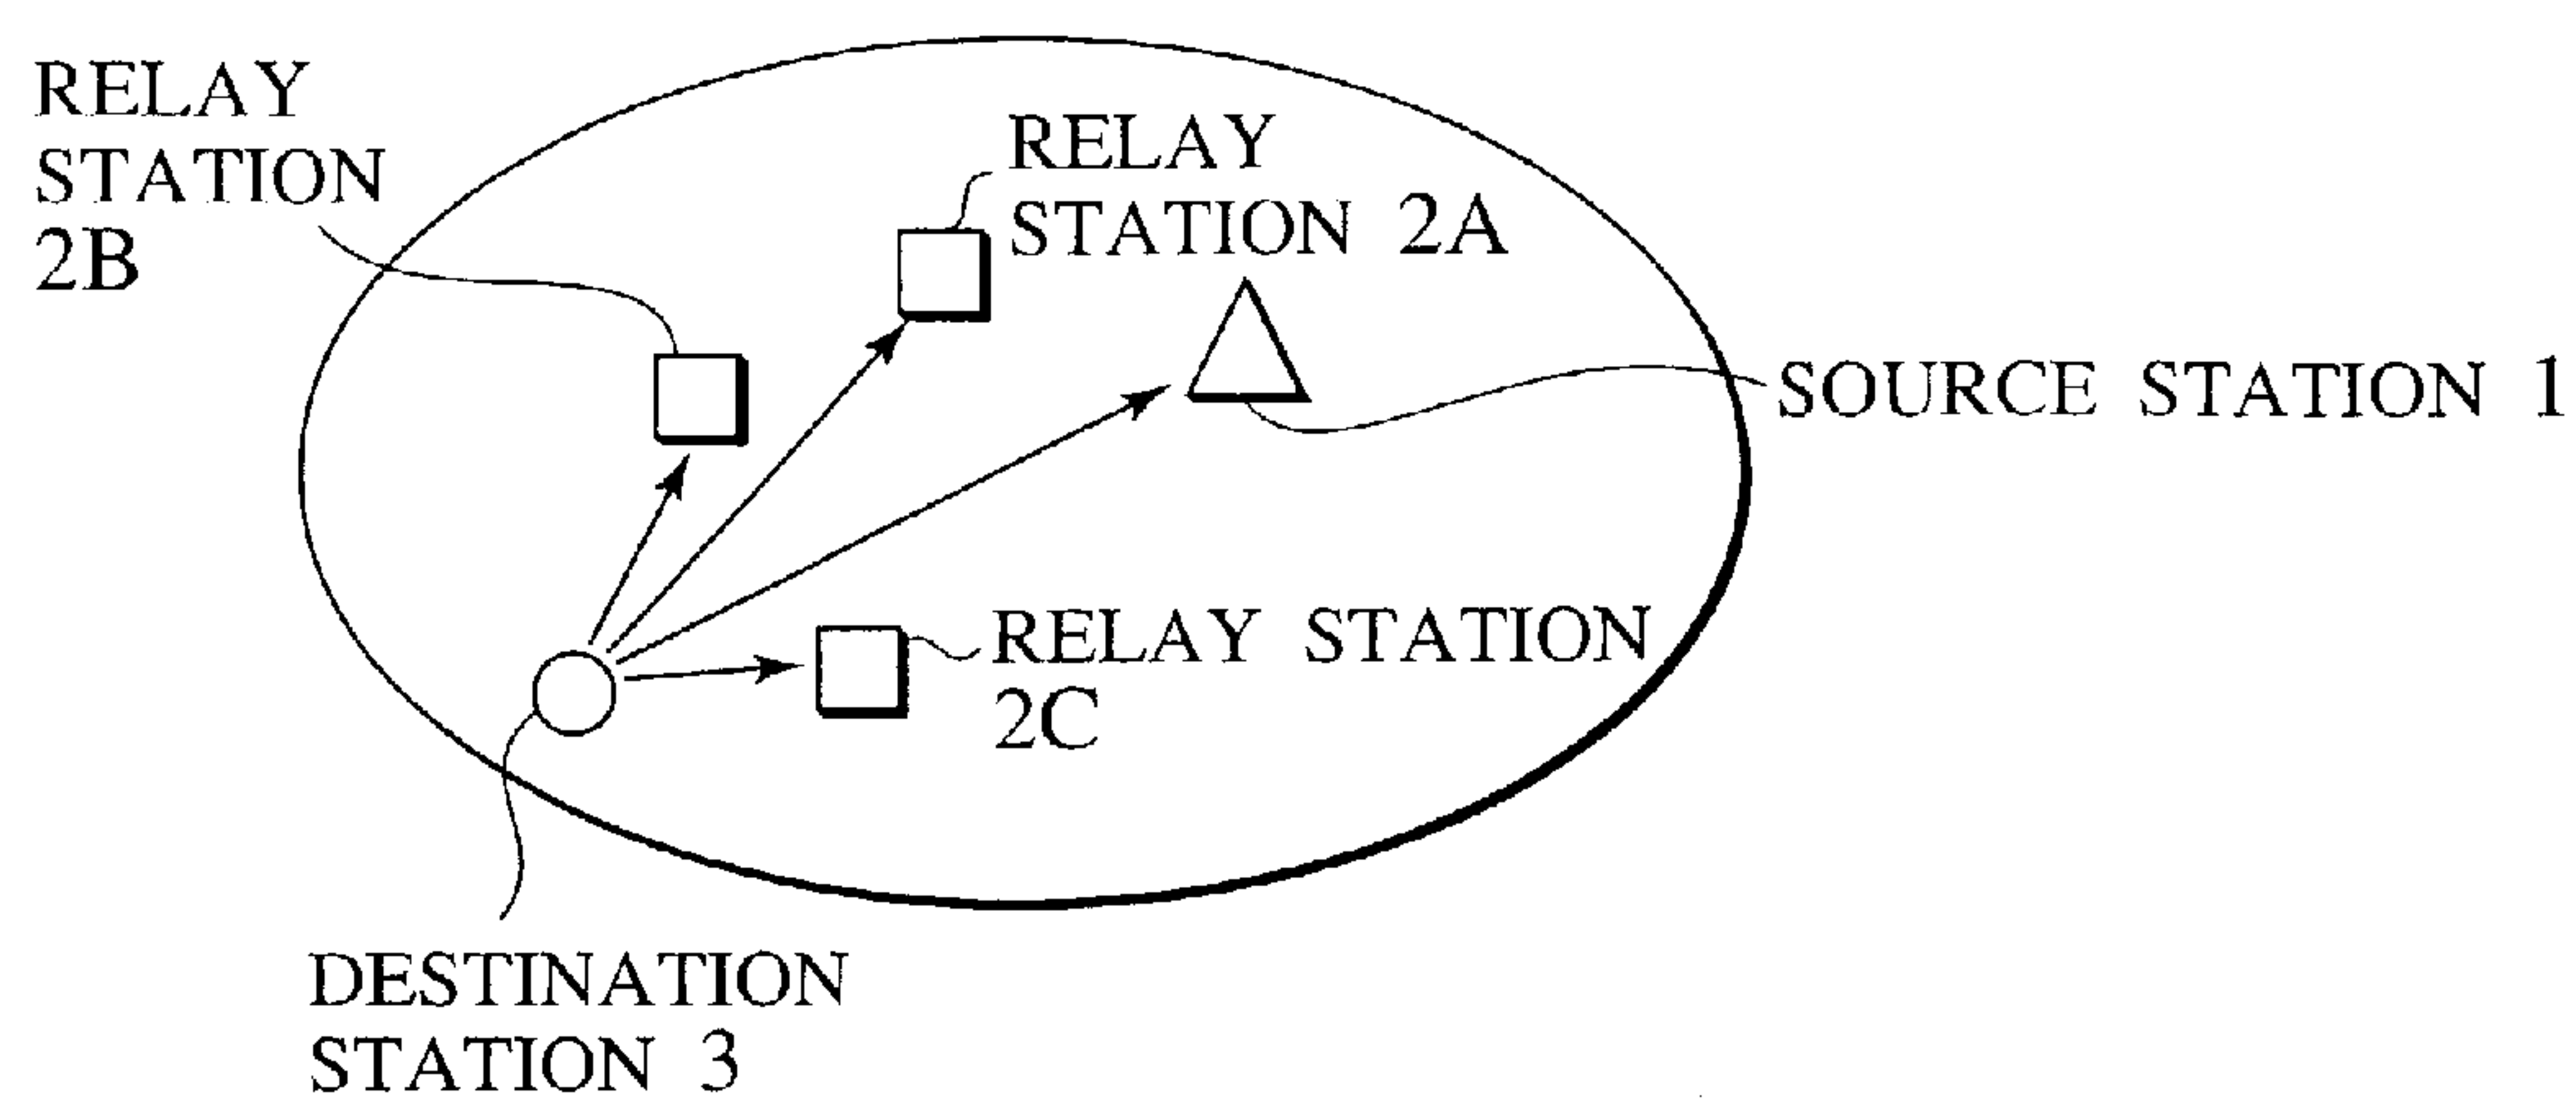 RELAY
STATION
2B
RELAY
STATION 2A
SOURCE STATION 1
RELAY STATION
2C
DESTINATION
STATION 3